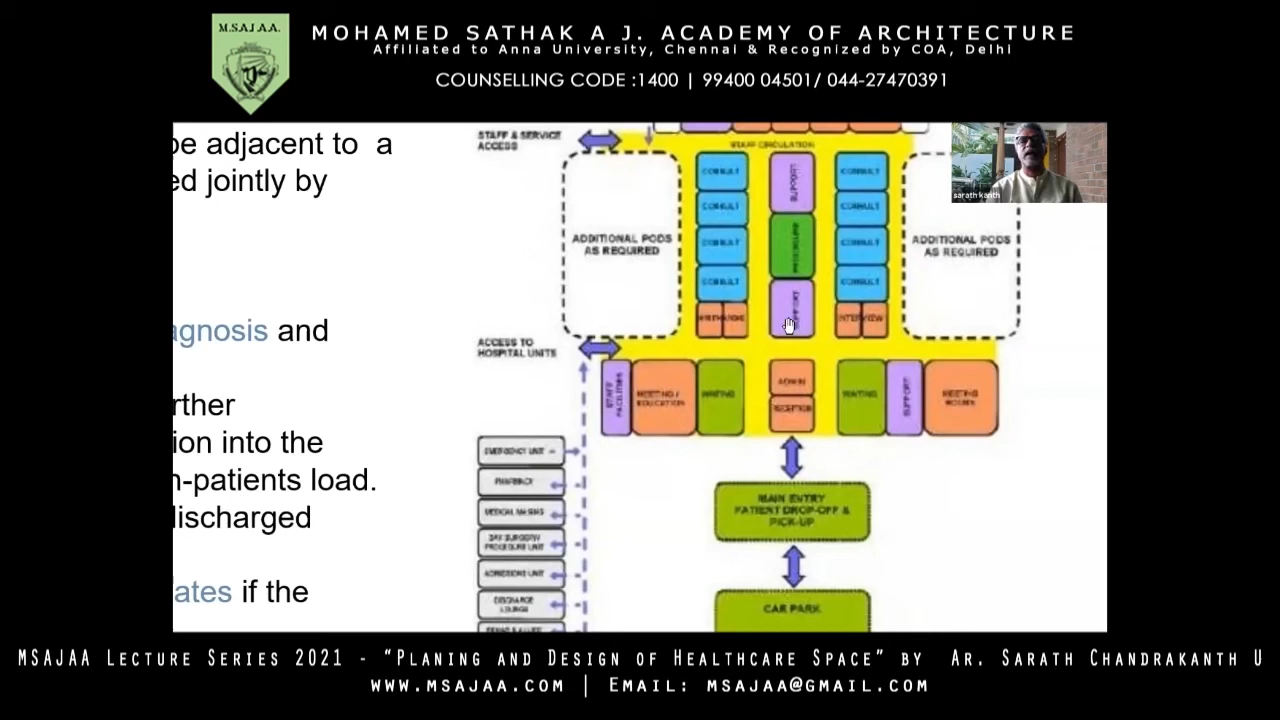 M.S.A.J.A.A.
MOHAMED SATHAK A J. ACADEMY OF ARCHITECTURE
Affiliated to Anna University, Chennai & Recognized by COA, Delhi
COUNSELLING CODE :1400 | 99400 04501/ 044-27470391
be adjacent to a
ed jointly by
agnosis and
rther
ion into the
n-patients load.
discharged
ates if the
STAFF & SERVICE
ACCESS
STAFF CIRCULATION
CONSULT
SUPPORT
CONSULT
CONSULT
CONSULT
ADDITIONAL PODS
AS REQUIRED
CONSULT
PROCEDURE
CONSULT
ADDITIONAL PODS
AS REQUIRED
CONSULT
SUPPORT
CONSULT
INTERVIEW
ACCESS TO
HOSPITAL UNITS
STAFF
FACILITIES
MEETING /
EDUCATION
WAITING
ADMIN
RECEPTION
WAITING
SUPPORT
MEETING
ROOMS
EMERGENCY UNIT
PHARMACY
MEDICAL IMAGING
DAY SURGERY/
PROCEDURE UNIT
ADMISSIONS UNIT
DISCHARGE
LOUNGE
MAIN ENTRY
PATIENT DROP-OFF &
PICK-UP
CAR PARK
sarath kanth
MSAJAA Lecture Series 2021 - “Planing and Design of Healthcare Space” by Ar. Sarath Chandrakanth U
www.msajaa.com | Email: msajaa@gmail.com